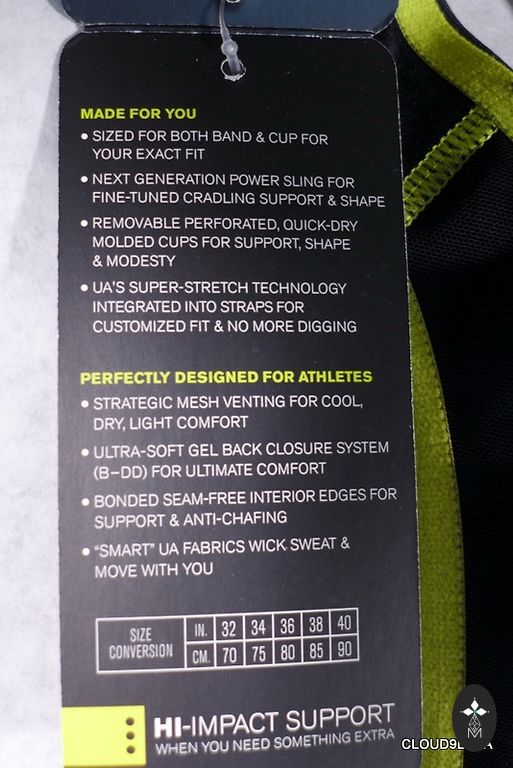 MADE FOR YOU
• SIZED FOR BOTH BAND & CUP FOR
YOUR EXACT FIT
• NEXT GENERATION POWER SLING FOR
FINE-TUNED CRADLING SUPPORT & SHAPE
• REMOVABLE PERFORATED, QUICK-DRY
MOLDED CUPS FOR SUPPORT, SHAPE
& MODESTY
• UA'S SUPER-STRETCH TECHNOLOGY
INTEGRATED INTO STRAPS FOR
CUSTOMIZED FIT & NO MORE DIGGING
PERFECTLY DESIGNED FOR ATHLETES
• STRATEGIC MESH VENTING FOR COOL,
DRY, LIGHT COMFORT
• ULTRA-SOFT GEL BACK CLOSURE SYSTEM
(B–DD) FOR ULTIMATE COMFORT
• BONDED SEAM-FREE INTERIOR EDGES FOR
SUPPORT & ANTI-CHAFING
• "SMART" UA FABRICS WICK SWEAT &
MOVE WITH YOU
SIZE CONVERSION
IN. 32 34 36 38 40
CM. 70 75 80 85 90
HI-IMPACT SUPPORT
WHEN YOU NEED SOMETHING EXTRA